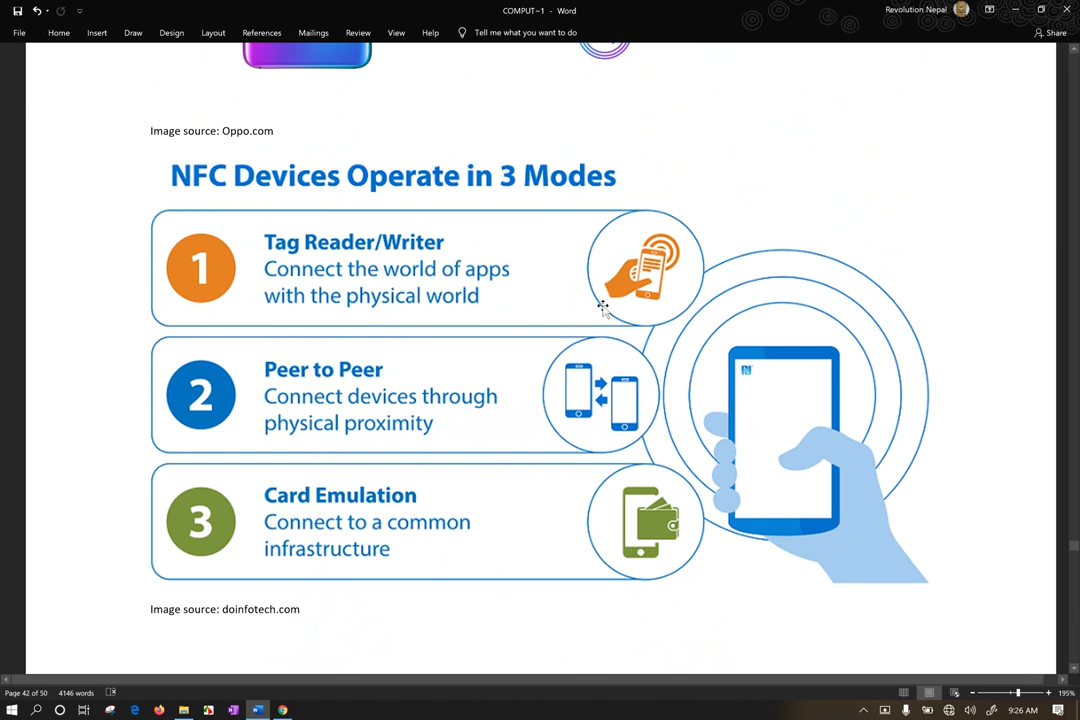 COMPUT~1 - Word
Revolution Nepal
File Home Insert Draw Design Layout References Mailings Review View Help Tell me what you want to do Share
Image source: Oppo.com
NFC Devices Operate in 3 Modes
1
Tag Reader/Writer
Connect the world of apps
with the physical world
2
Peer to Peer
Connect devices through
physical proximity
3
Card Emulation
Connect to a common
infrastructure
Image source: doinfotech.com
Page 42 of 50 4146 words
195%
9:26 AM